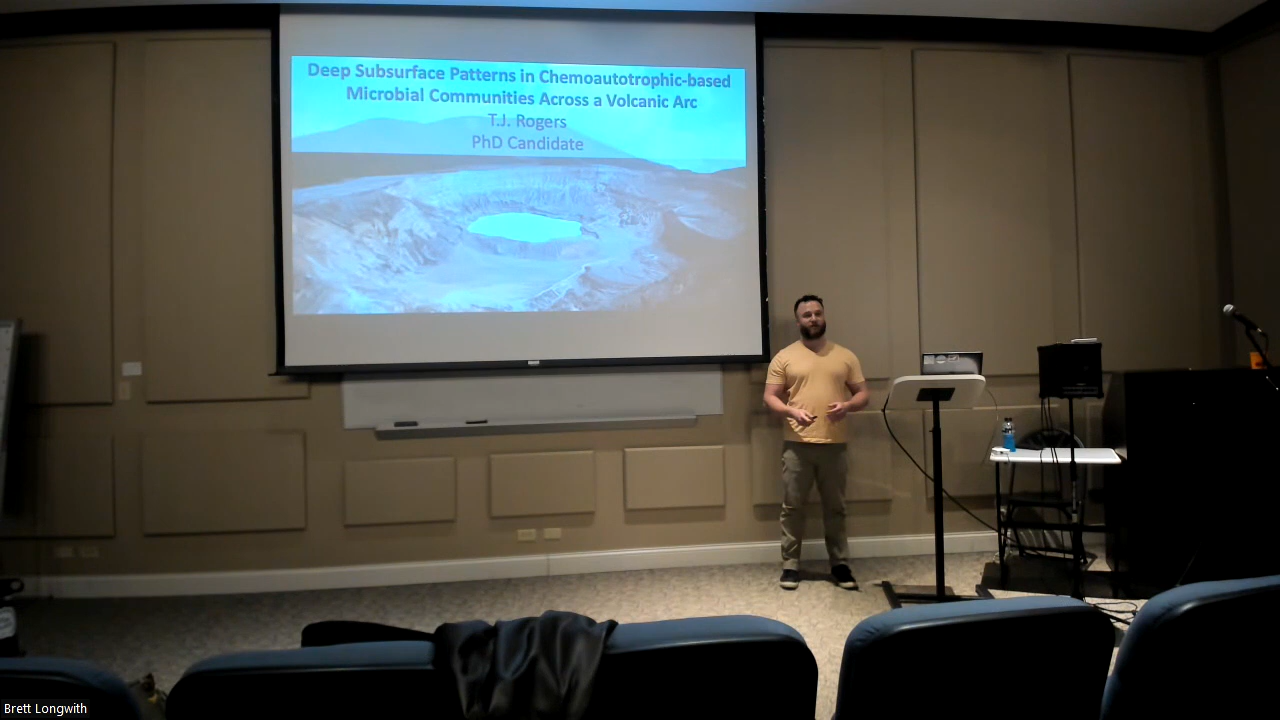 Deep Subsurface Patterns in Chemoautotrophic-based
Microbial Communities Across a Volcanic Arc
T.J. Rogers
PhD Candidate
Brett Longwith